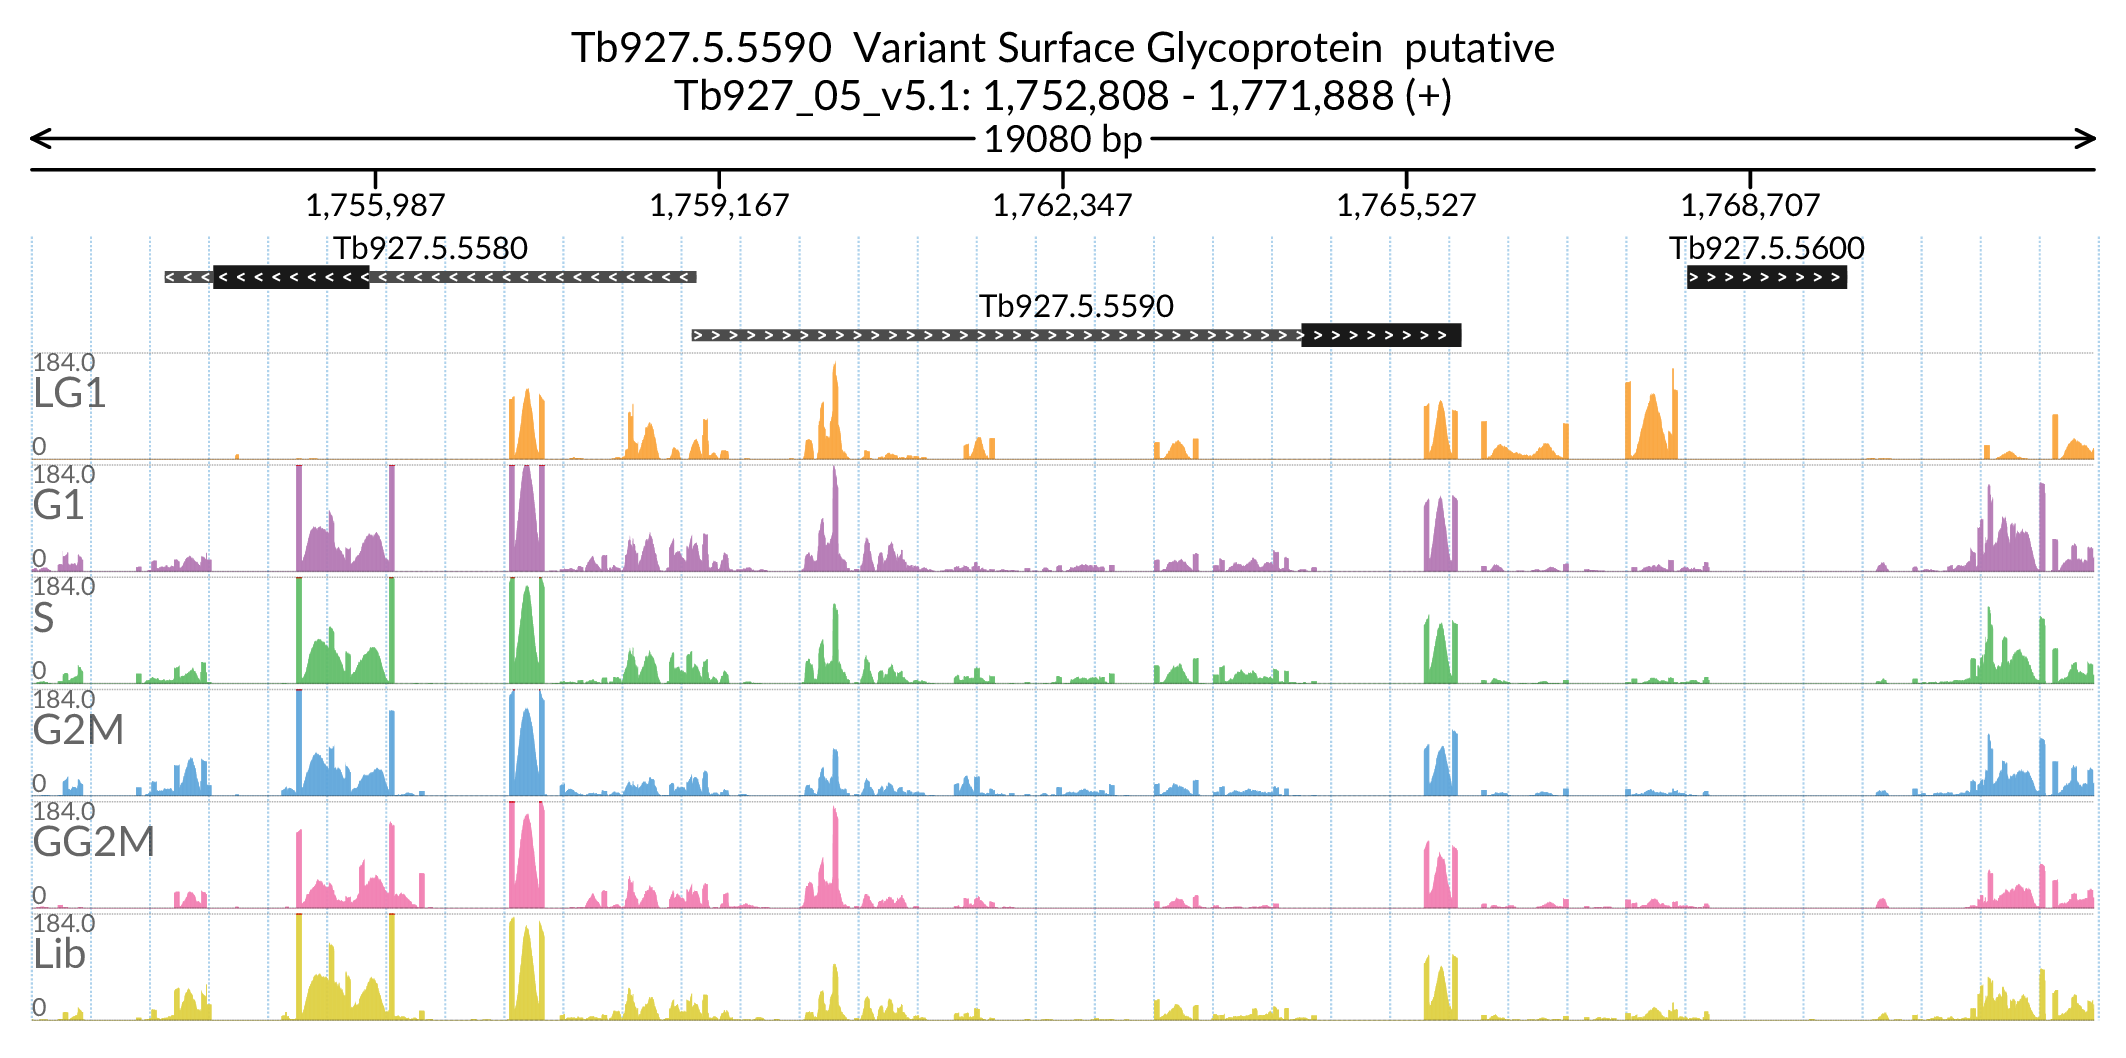 Tb927.5.5590  Variant Surface Glycoprotein  putative
Tb927_05_v5.1: 1,752,808 - 1,771,888 (+)
19080 bp
1,755,987 1,759,167 1,762,347 1,765,527 1,768,707
Tb927.5.5580 Tb927.5.5600
Tb927.5.5590
184.0
LG1
0
184.0
G1
0
184.0
S
0
184.0
G2M
0
184.0
GG2M
0
184.0
Lib
0